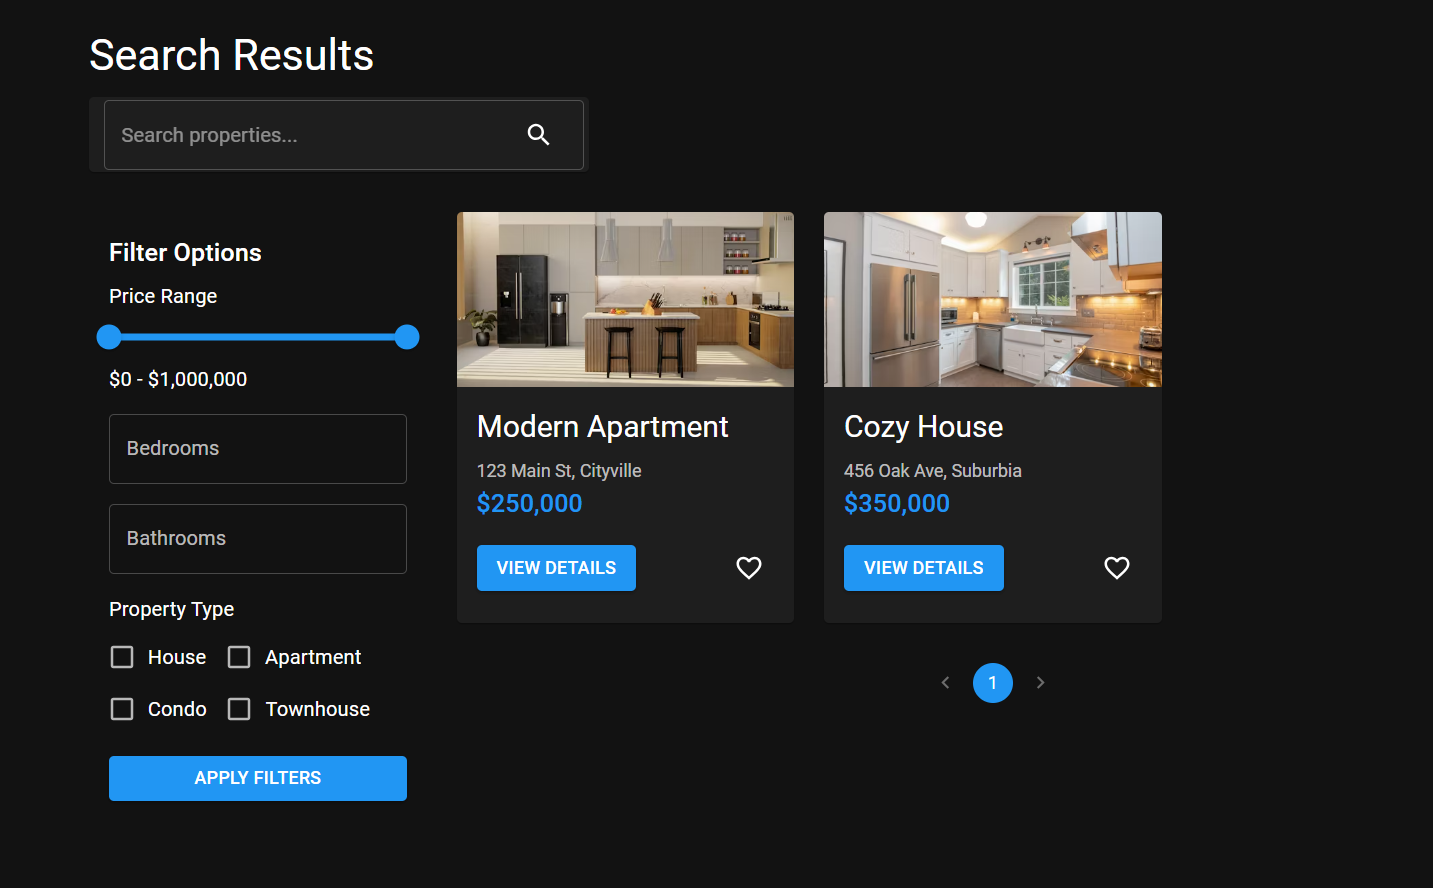 Search Results
Search properties...
Filter Options
Price Range
$0 - $1,000,000
Bedrooms
Bathrooms
Property Type
House
Apartment
Condo
Townhouse
APPLY FILTERS
Modern Apartment
123 Main St, Cityville
$250,000
VIEW DETAILS
Cozy House
456 Oak Ave, Suburbia
$350,000
VIEW DETAILS
1